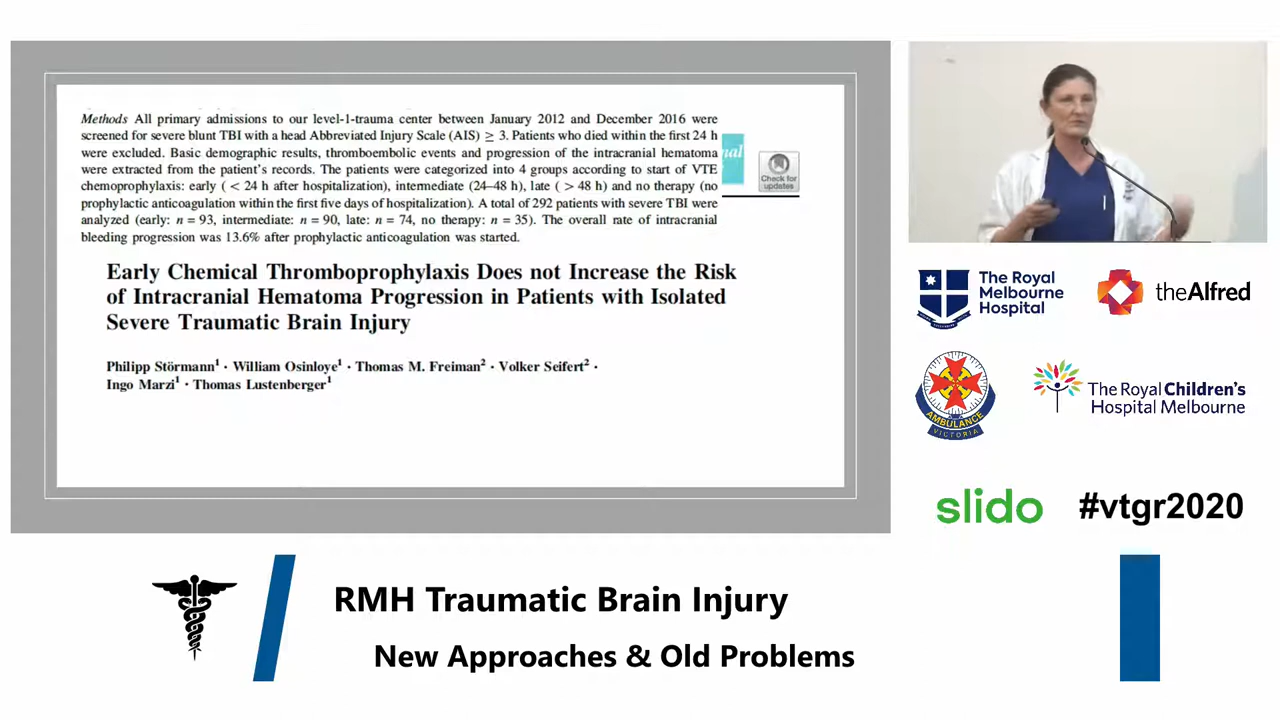 Methods All primary admissions to our level-1-trauma center between January 2012 and December 2016 were
screened for severe blunt TBI with a head Abbreviated Injury Scale (AIS) ≥ 3. Patients who died within the first 24 h
were excluded. Basic demographic results, thromboembolic events and progression of the intracranial hematoma
were extracted from the patient's records. The patients were categorized into 4 groups according to start of VTE
chemoprophylaxis: early ( < 24 h after hospitalization), intermediate (24–48 h), late ( > 48 h) and no therapy (no
prophylactic anticoagulation within the first five days of hospitalization). A total of 292 patients with severe TBI were
analyzed (early: n = 93, intermediate: n = 90, late: n = 74, no therapy: n = 35). The overall rate of intracranial
bleeding progression was 13.6% after prophylactic anticoagulation was started.
nal
Check for
updates
Early Chemical Thromboprophylaxis Does not Increase the Risk
of Intracranial Hematoma Progression in Patients with Isolated
Severe Traumatic Brain Injury
Philipp Störmann1 · William Osinloye1 · Thomas M. Freiman2 · Volker Seifert2 ·
Ingo Marzi1 · Thomas Lustenberger1
The Royal
Melbourne
Hospital
theAlfred
AMBULANCE
VICTORIA
The Royal Children's
Hospital Melbourne
slido
#vtgr2020
RMH Traumatic Brain Injury
New Approaches & Old Problems